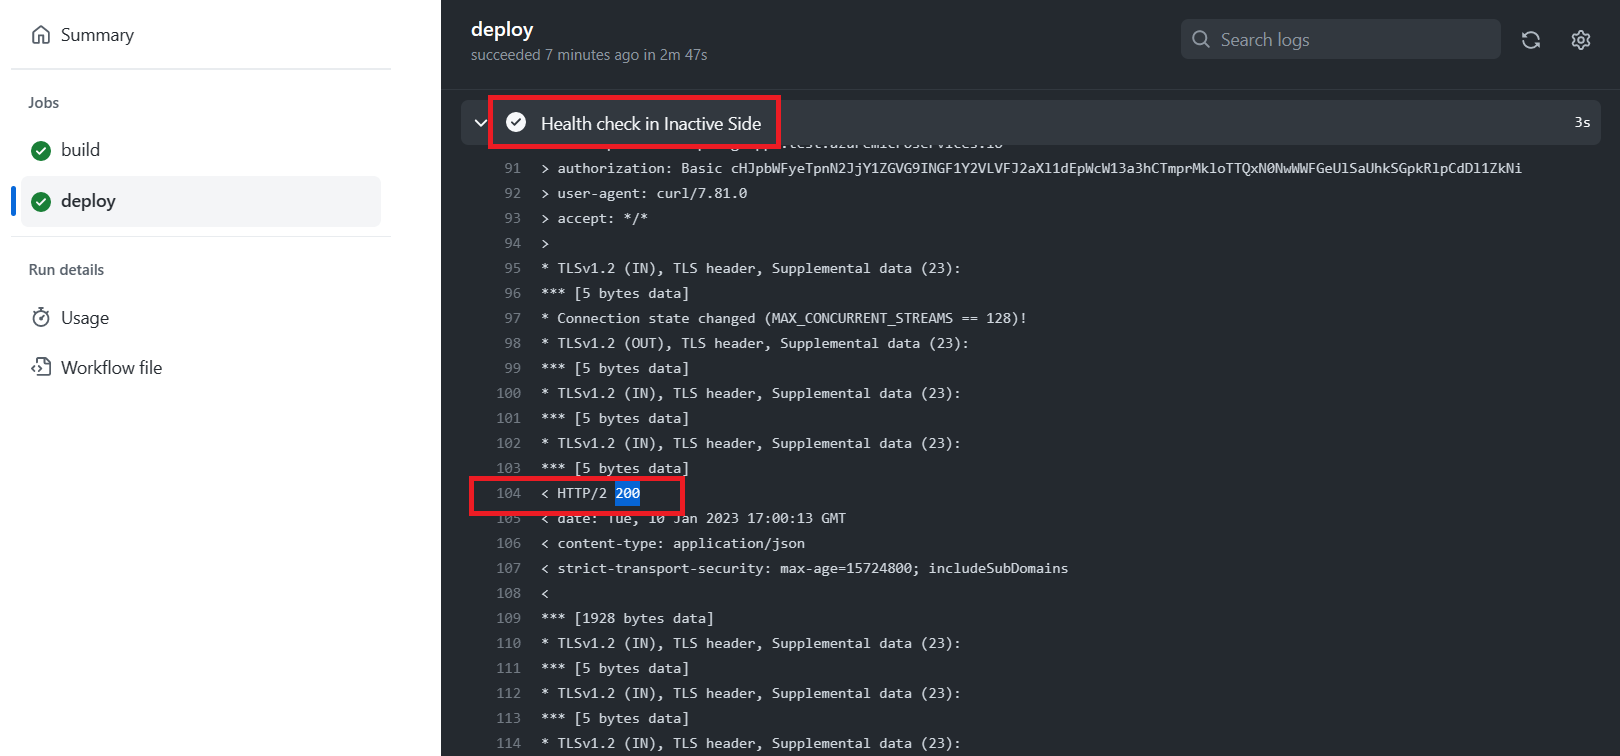 Summary
Jobs
build
deploy
Run details
Usage
Workflow file
deploy
succeeded 7 minutes ago in 2m 47s
Search logs
Health check in Inactive Side
3s
91 > authorization: Basic
92 > user-agent: curl/7.81.0
93 > accept: */*
94 >
95 * TLSv1.2 (IN), TLS header, Supplemental data (23):
96 *** [5 bytes data]
97 * Connection state changed (MAX_CONCURRENT_STREAMS == 128)!
98 * TLSv1.2 (OUT), TLS header, Supplemental data (23):
99 *** [5 bytes data]
100 * TLSv1.2 (IN), TLS header, Supplemental data (23):
101 *** [5 bytes data]
102 * TLSv1.2 (IN), TLS header, Supplemental data (23):
103 *** [5 bytes data]
104 < HTTP/2 200
105 < date: Tue, 10 Jan 2023 17:00:13 GMT
106 < content-type: application/json
107 < strict-transport-security: max-age=15724800; includeSubDomains
108 <
109 *** [1928 bytes data]
110 * TLSv1.2 (IN), TLS header, Supplemental data (23):
111 *** [5 bytes data]
112 * TLSv1.2 (IN), TLS header, Supplemental data (23):
113 *** [5 bytes data]
114 * TLSv1.2 (IN), TLS header, Supplemental data (23):